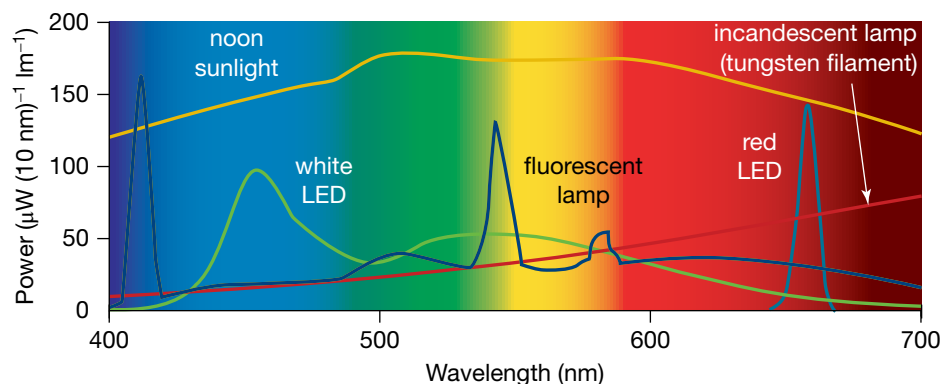 200
150
100
50
0
Power (μW (10 nm)⁻¹ lm⁻¹)
noon
sunlight
white
LED
fluorescent
lamp
red
LED
incandescent lamp
(tungsten filament)
400
500
600
700
Wavelength (nm)